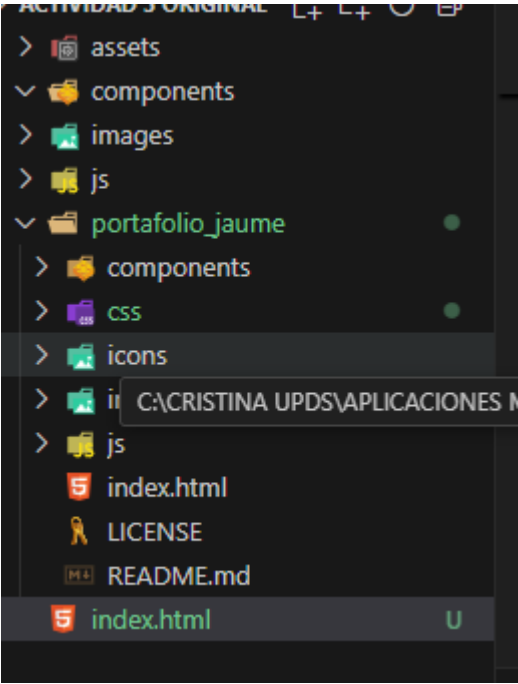 ACTIVIDAD 5 ORIGINAL
assets
components
images
js
portafolio_jaume
components
css
icons
C:\CRISTINA UPDS\APLICACIONES M
js
index.html
LICENSE
README.md
index.html U